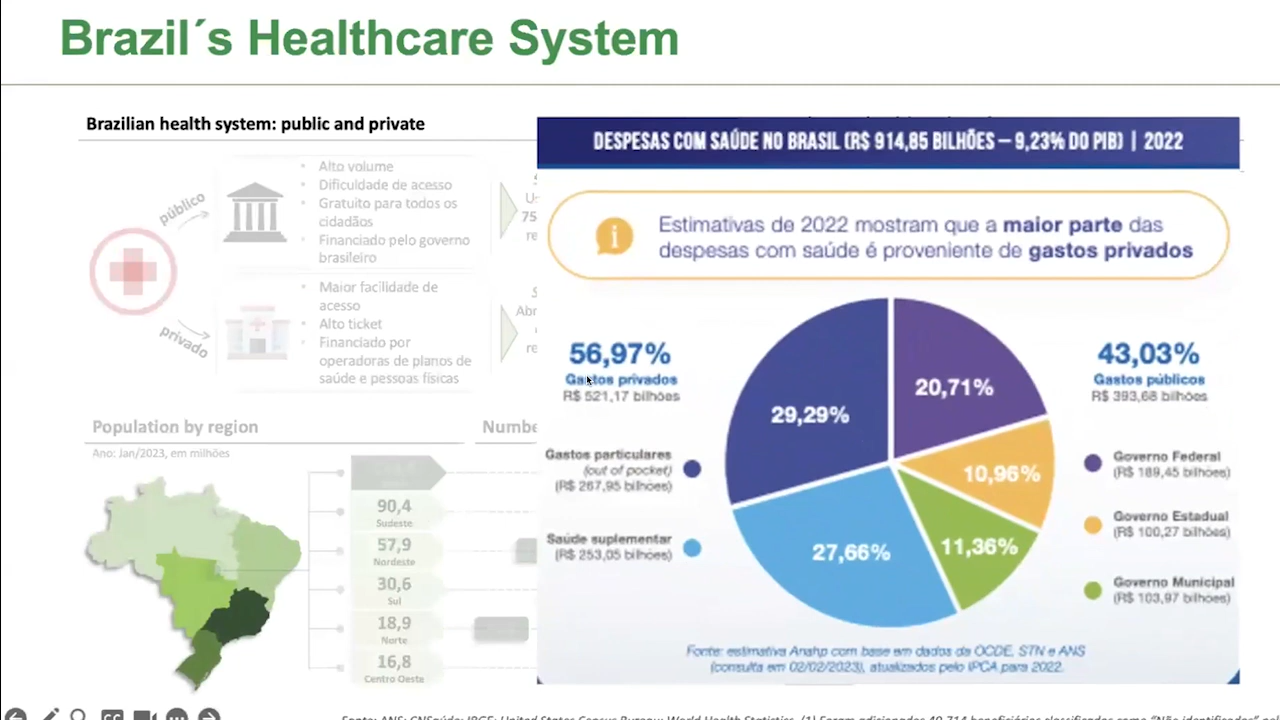 Brazil´s Healthcare System
Brazilian health system: public and private
público
Alto volume
Dificuldade de acesso
Gratuito para todos os
cidadãos
Financiado pelo governo
brasileiro
privado
Maior facilidade de
acesso
Alto ticket
Financiado por
operadoras de planos de
saúde e pessoas físicas
75
Population by region
Ano: Jan/2023, em milhões
90,4
Sudeste
57,9
Nordeste
30,6
Sul
18,9
Norte
16,8
Centro Oeste
DESPESAS COM SAÚDE NO BRASIL (R$ 914,85 BILHÕES – 9,23% DO PIB) | 2022
i
Estimativas de 2022 mostram que a maior parte das
despesas com saúde é proveniente de gastos privados
56,97%
Gastos privados
R$ 521,17 bilhões
Gastos particulares
(out of pocket)
(R$ 267,95 bilhões)
Saúde suplementar
(R$ 253,05 bilhões)
29,29%
20,71%
10,96%
11,36%
27,66%
43,03%
Gastos públicos
R$ 393,68 bilhões
Governo Federal
(R$ 189,45 bilhões)
Governo Estadual
(R$ 100,27 bilhões)
Governo Municipal
(R$ 103,97 bilhões)
Fonte: estimativa Anahp com base em dados da OCDE, STN e ANS
(consulta em 02/02/2023), atualizados pelo IPCA para 2022.
CC